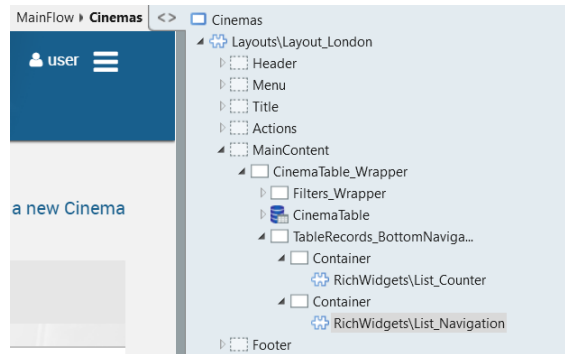 MainFlow Cinemas <> Cinemas
Layouts\Layout_London
user
Header
Menu
Title
Actions
MainContent
CinemaTable_Wrapper
Filters_Wrapper
a new Cinema
CinemaTable
TableRecords_BottomNaviga...
Container
RichWidgets\List_Counter
Container
RichWidgets\List_Navigation
Footer